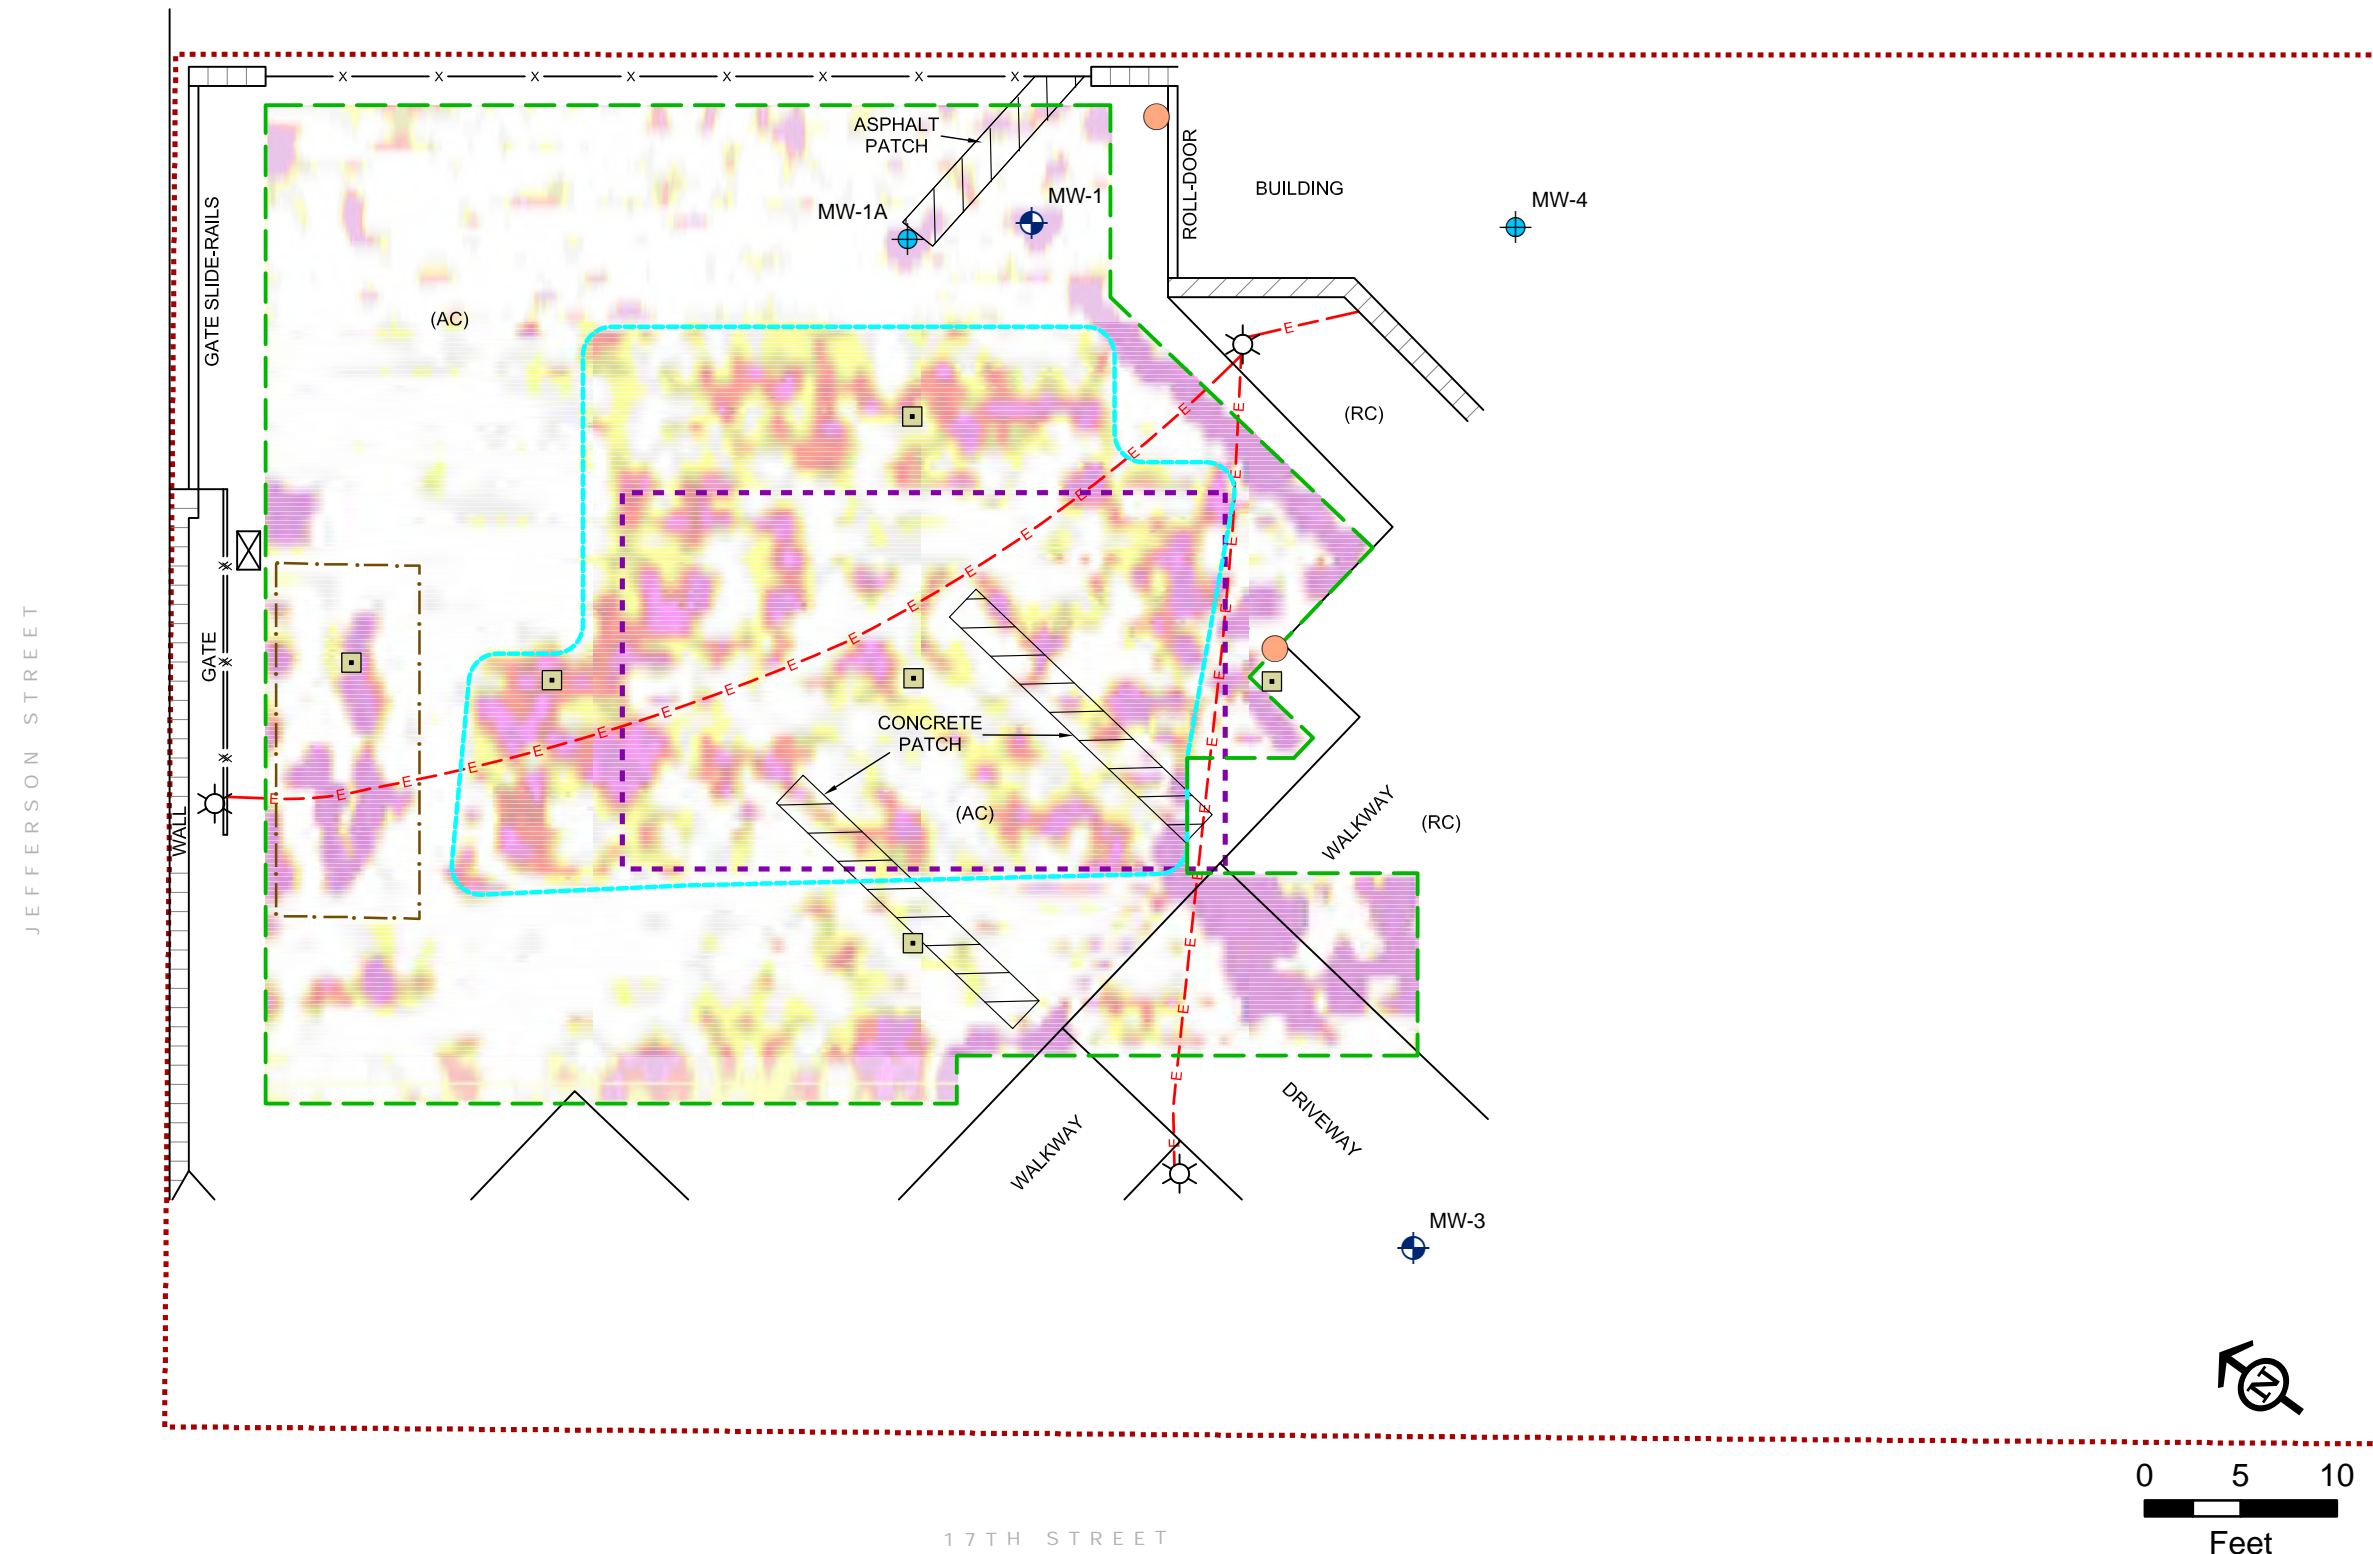 ASPHALT
PATCH
MW-1A
MW-1
ROLL-DOOR
BUILDING
MW-4
GATE SLIDE-RAILS
(AC)
(RC)
GATE
JEFFERSON STREET
CONCRETE
PATCH
(AC)
WALL
WALKWAY
(RC)
WALKWAY
DRIVEWAY
MW-3
N
0 5 10
Feet
17TH STREET
X X X X X X X X
X X X
E E E E E E E E E E E E E E E E
E
E E E E E E E E E E E E